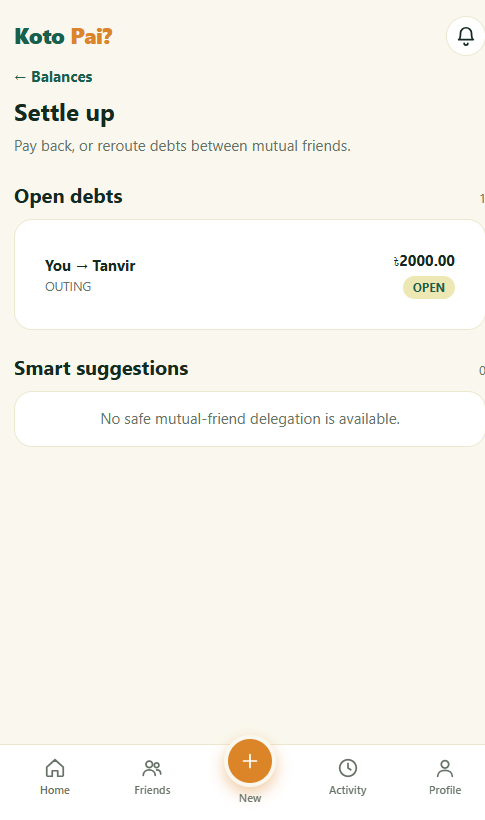 Koto Pai?
← Balances
Settle up
Pay back, or reroute debts between mutual friends.
Open debts
1
You → Tanvir
৳2000.00
OUTING
OPEN
Smart suggestions
0
No safe mutual-friend delegation is available.
Home
Friends
New
Activity
Profile